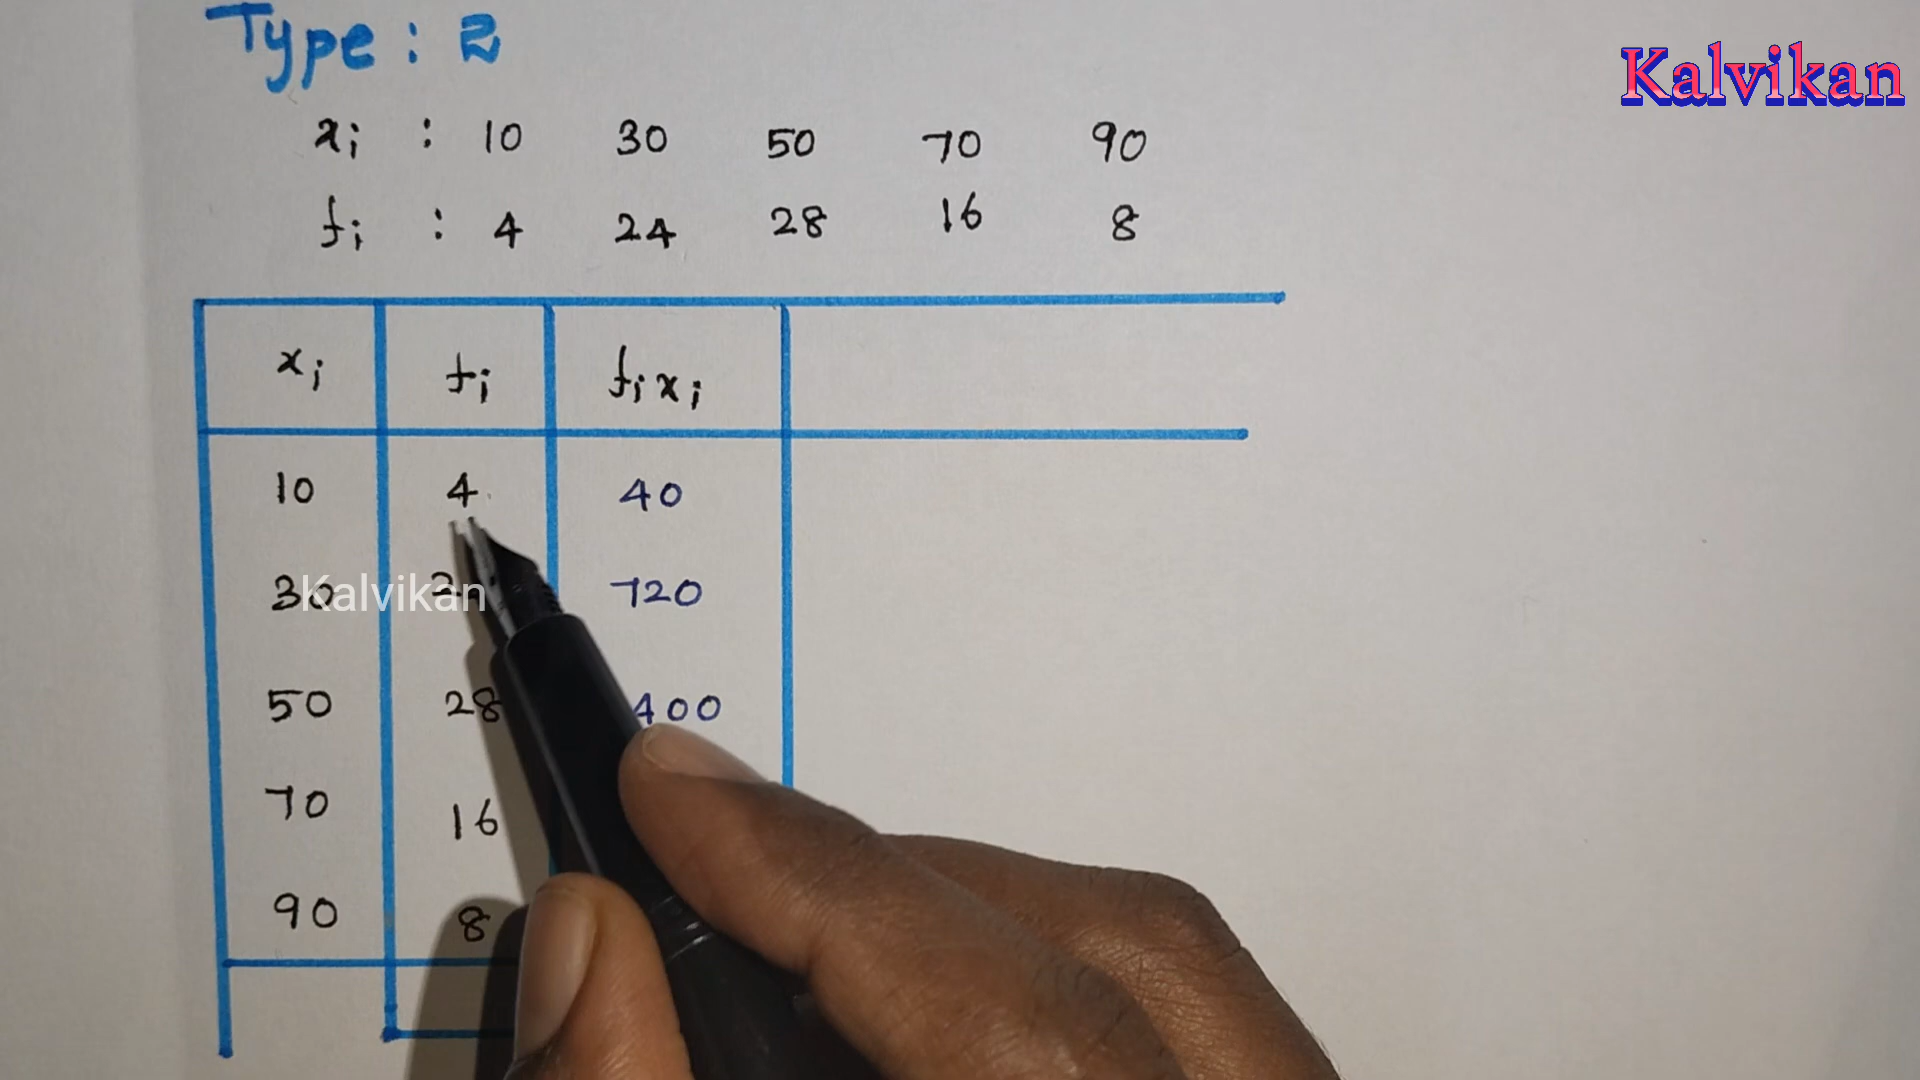 Type : 2
Kalvikan
xi : 10 30 50 70 90
fi : 4 24 28 16 8
xi fi fixi
10 4 40
30 720
Kalvikan
50 28 400
70 16
90 8